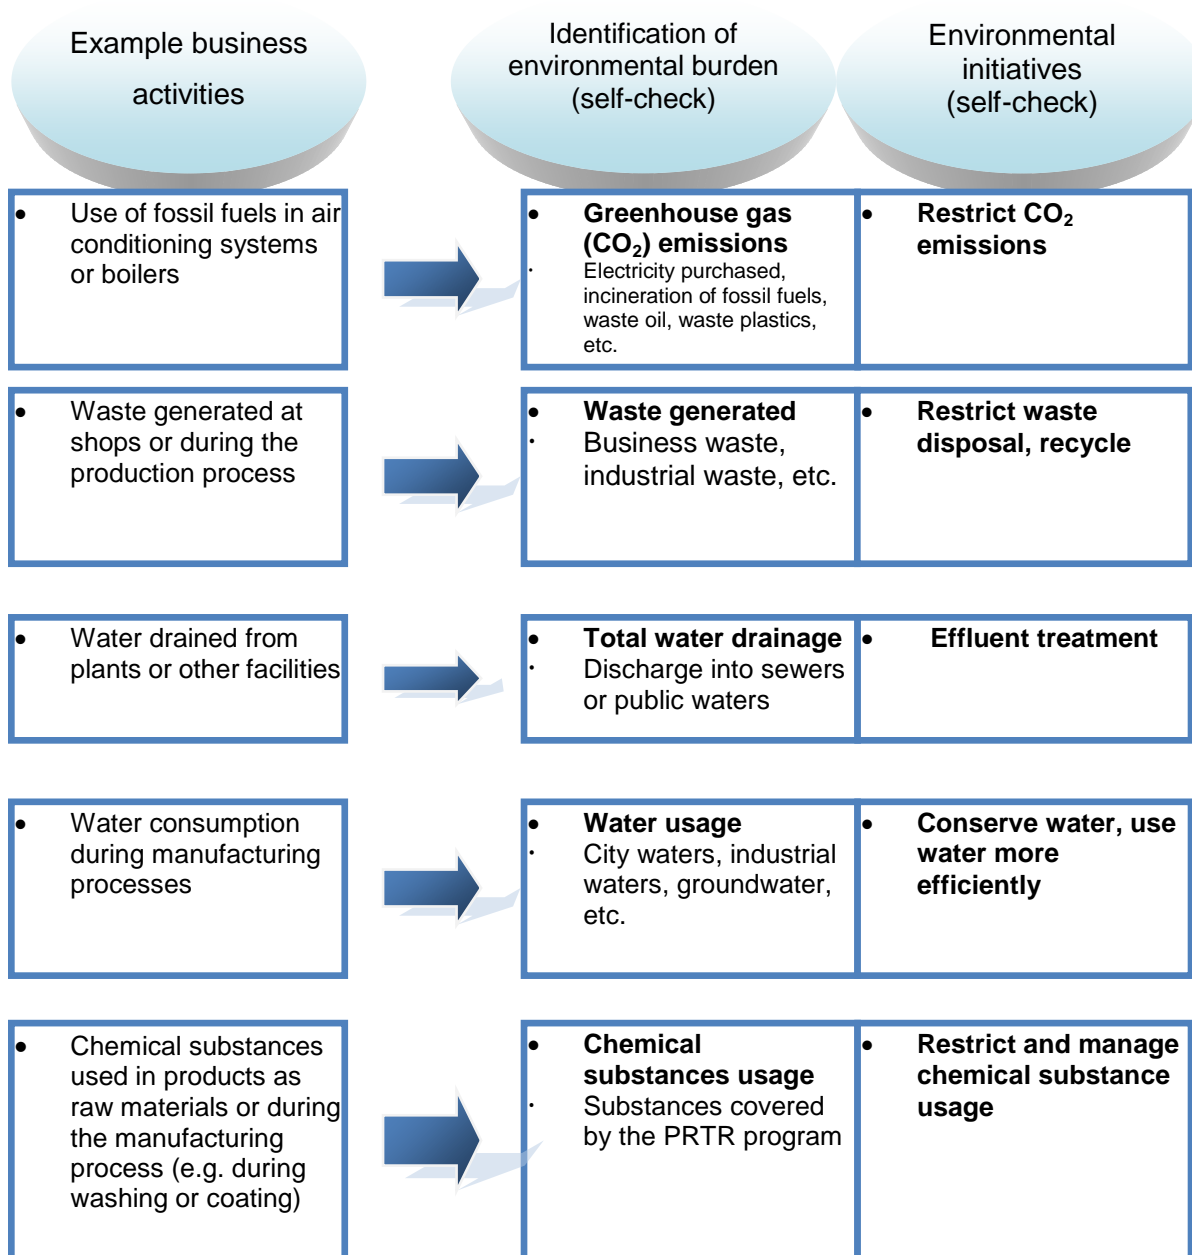 Example business
activities
Identification of
environmental burden
(self-check)
Environmental
initiatives
(self-check)
• Use of fossil fuels in air
conditioning systems
or boilers
• Greenhouse gas
(CO₂) emissions
· Electricity purchased,
incineration of fossil fuels,
waste oil, waste plastics,
etc.
• Restrict CO₂
emissions
• Waste generated at
shops or during the
production process
• Waste generated
· Business waste,
industrial waste, etc.
• Restrict waste
disposal, recycle
• Water drained from
plants or other facilities
• Total water drainage
· Discharge into sewers
or public waters
• Effluent treatment
• Water consumption
during manufacturing
processes
• Water usage
· City waters, industrial
waters, groundwater,
etc.
• Conserve water, use
water more
efficiently
• Chemical substances
used in products as
raw materials or during
the manufacturing
process (e.g. during
washing or coating)
• Chemical
substances usage
· Substances covered
by the PRTR program
• Restrict and manage
chemical substance
usage